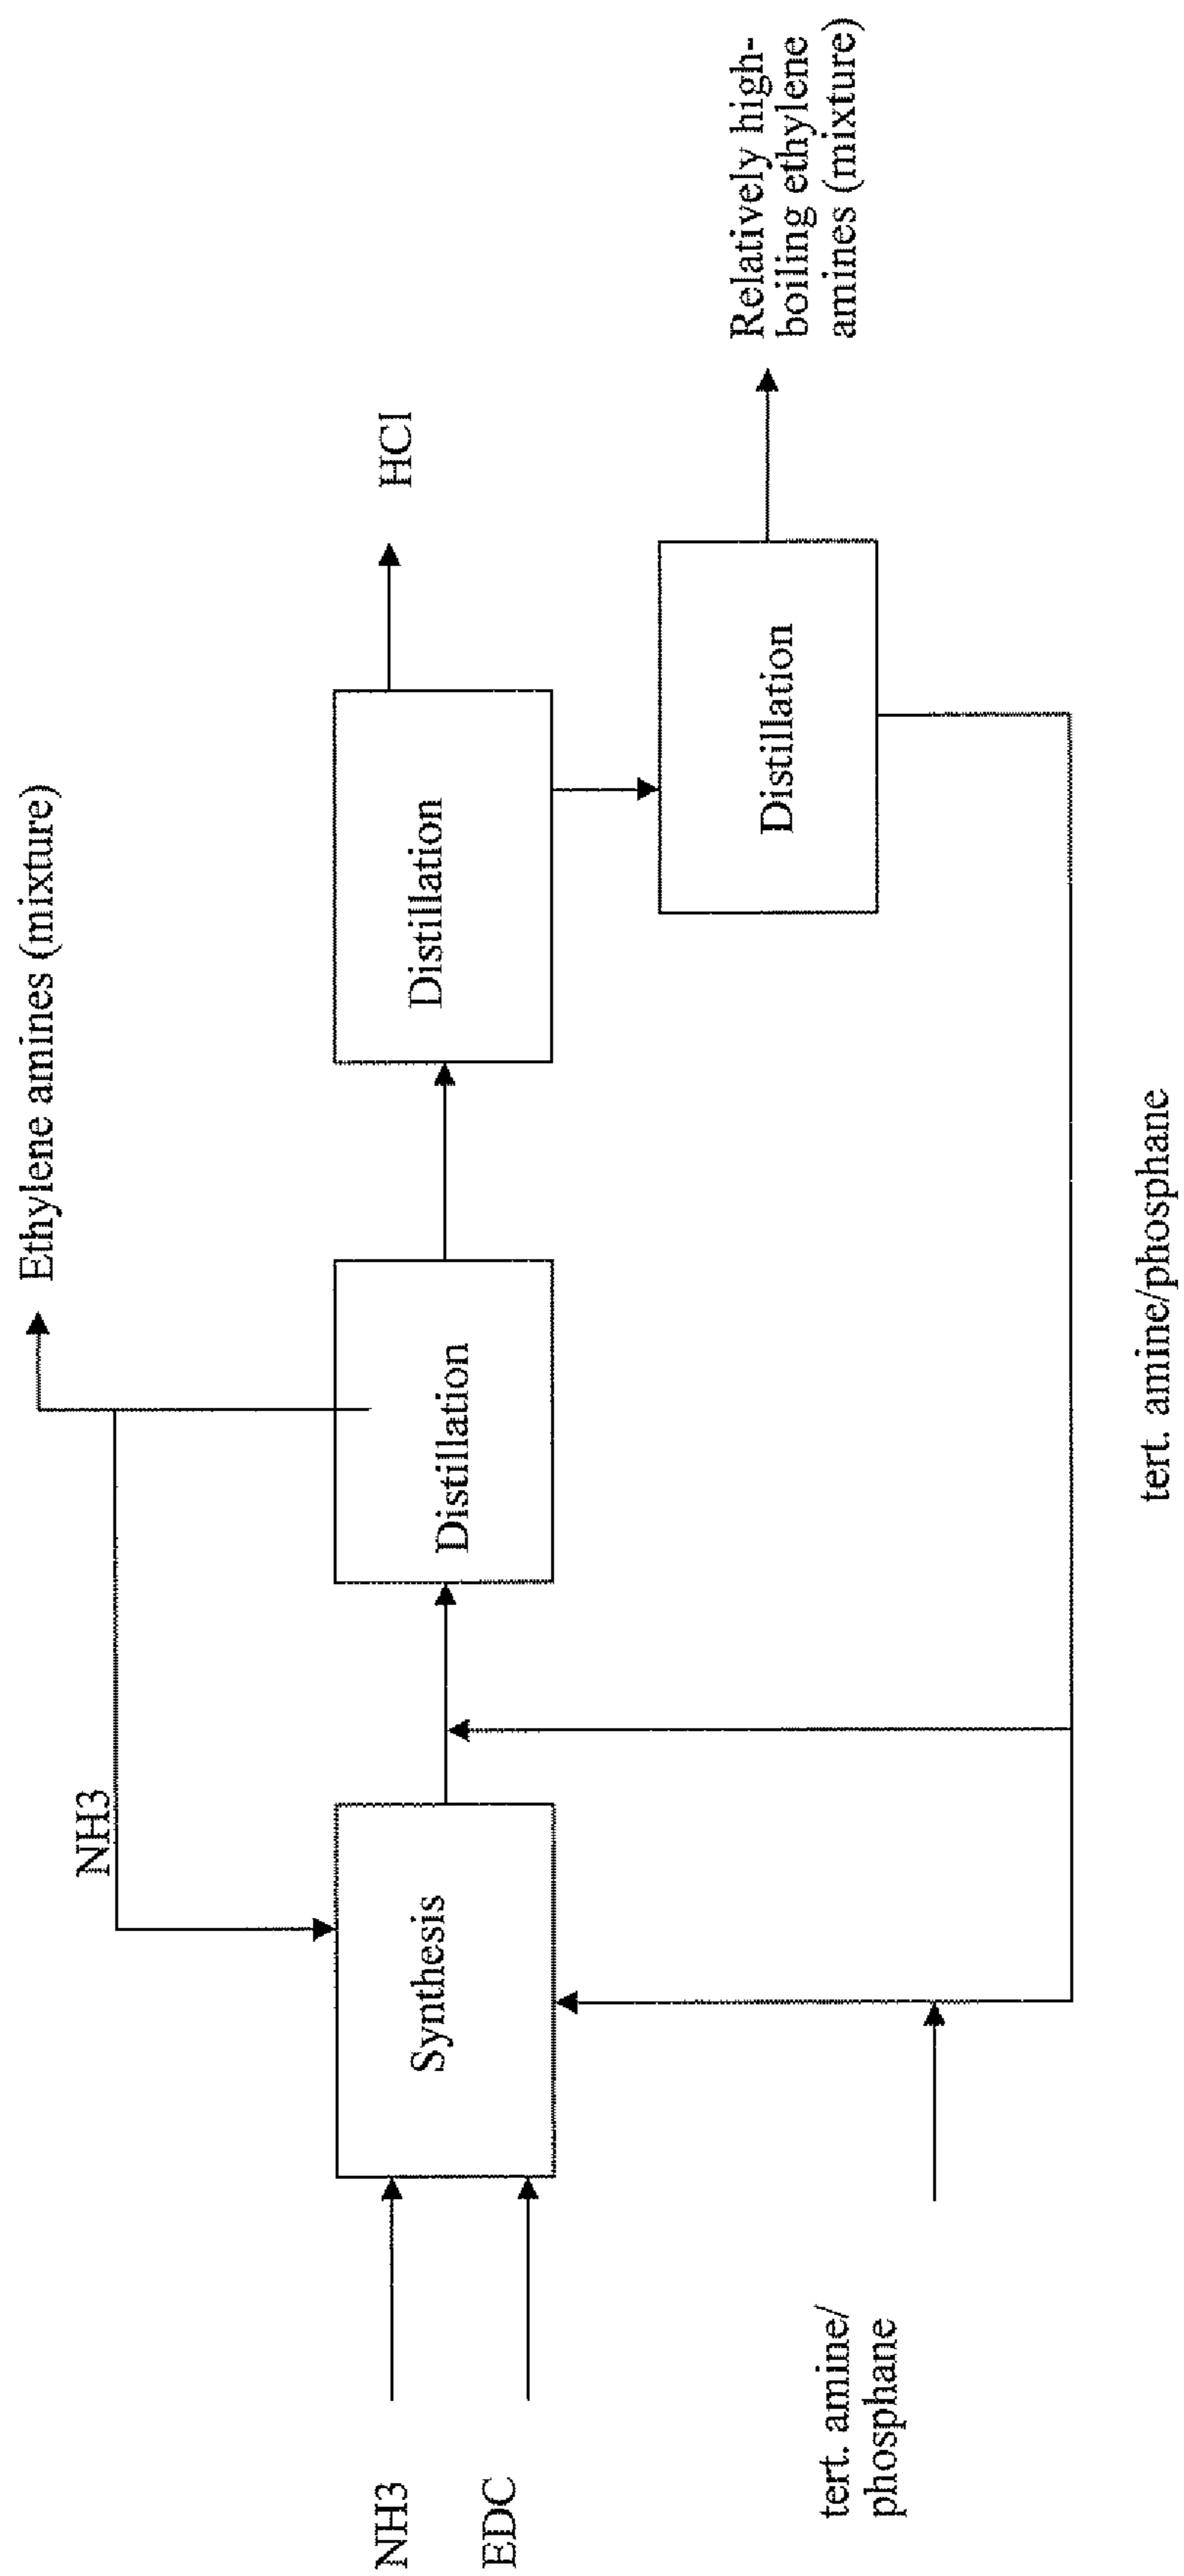 Ethylene amines (mixture)
NH3
HCl
NH3
EDC
Synthesis
Distillation
Distillation
Distillation
Relatively high-
boiling ethylene
amines (mixture)
tert. amine/
phosphane
tert. amine/phosphane